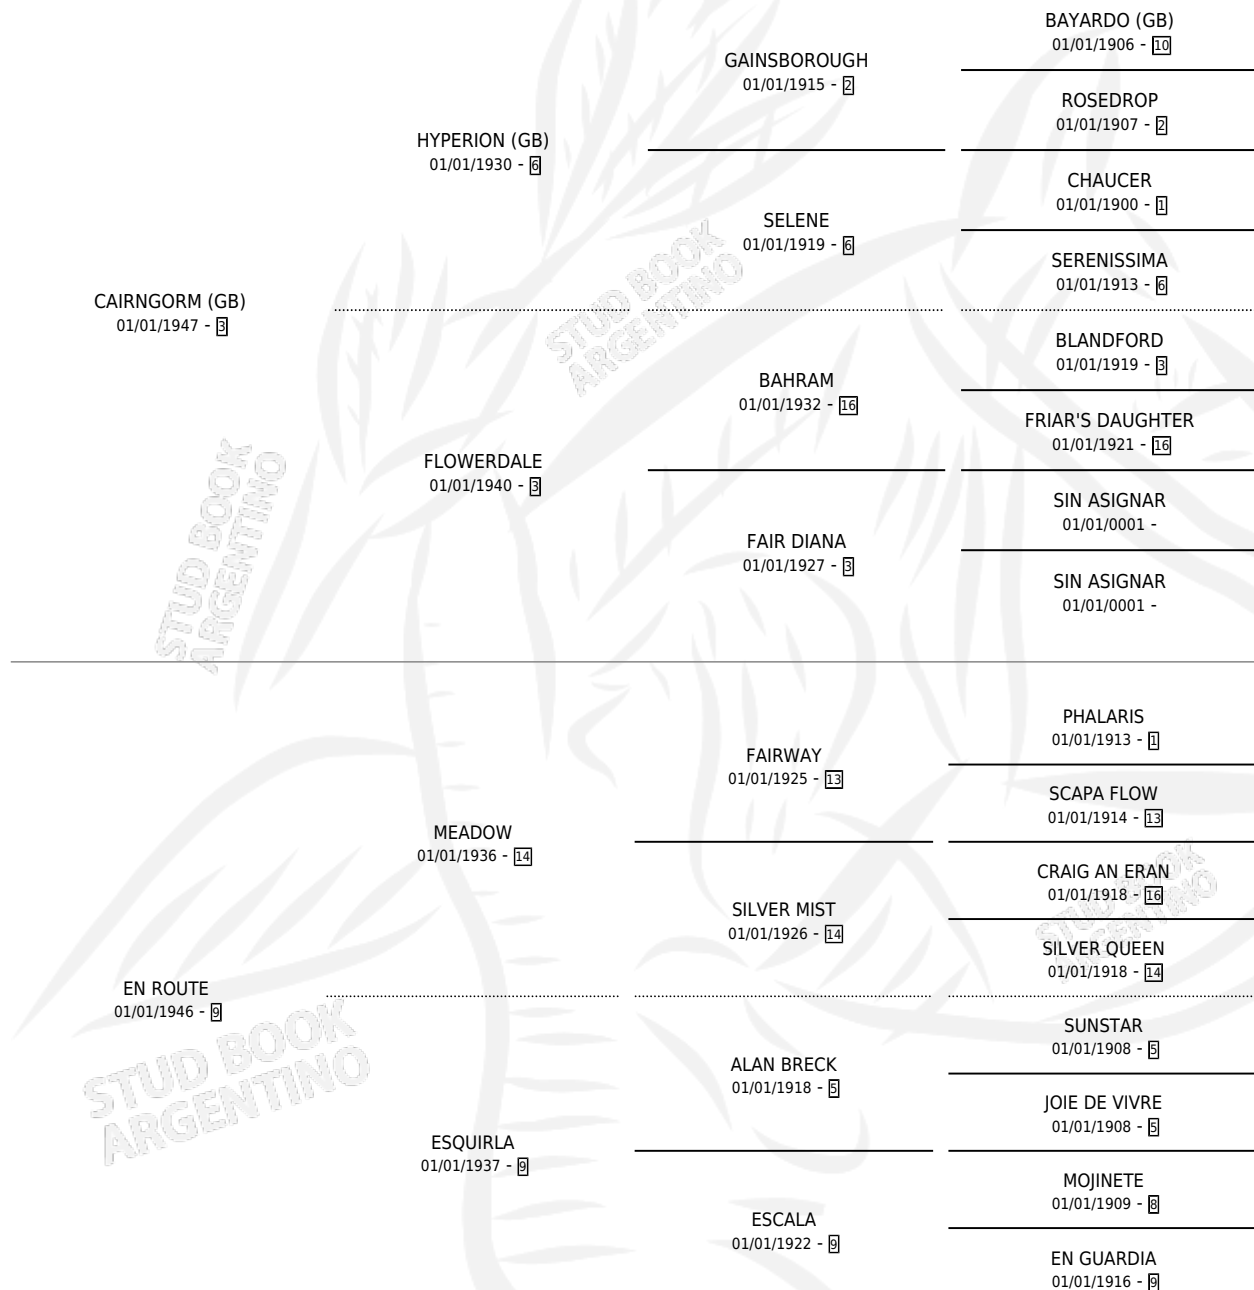 BAYARDO (GB)
01/01/1906 - 10
GAINSBOROUGH
01/01/1915 - 2
ROSEDROP
01/01/1907 - 2
HYPERION (GB)
01/01/1930 - 6
CHAUCER
01/01/1900 - 1
SELENE
01/01/1919 - 6
SERENISSIMA
01/01/1913 - 6
CAIRNGORM (GB)
01/01/1947 - 3
BLANDFORD
01/01/1919 - 3
BAHRAM
01/01/1932 - 16
FRIAR'S DAUGHTER
01/01/1921 - 16
FLOWERDALE
01/01/1940 - 3
SIN ASIGNAR
01/01/0001 -
FAIR DIANA
01/01/1927 - 3
SIN ASIGNAR
01/01/0001 -
PHALARIS
01/01/1913 - 1
FAIRWAY
01/01/1925 - 13
SCAPA FLOW
01/01/1914 - 13
MEADOW
01/01/1936 - 14
CRAIG AN ERAN
01/01/1918 - 16
SILVER MIST
01/01/1926 - 14
SILVER QUEEN
01/01/1918 - 14
EN ROUTE
01/01/1946 - 9
SUNSTAR
01/01/1908 - 5
ALAN BRECK
01/01/1918 - 5
JOIE DE VIVRE
01/01/1908 - 5
ESQUIRLA
01/01/1937 - 9
MOJINETE
01/01/1909 - 8
ESCALA
01/01/1922 - 9
EN GUARDIA
01/01/1916 - 9
STUD BOOK
ARGENTINO
STUD BOOK
ARGENTINO
STUD BOOK
ARGENTINO
STUD BOOK
ARGENTINO